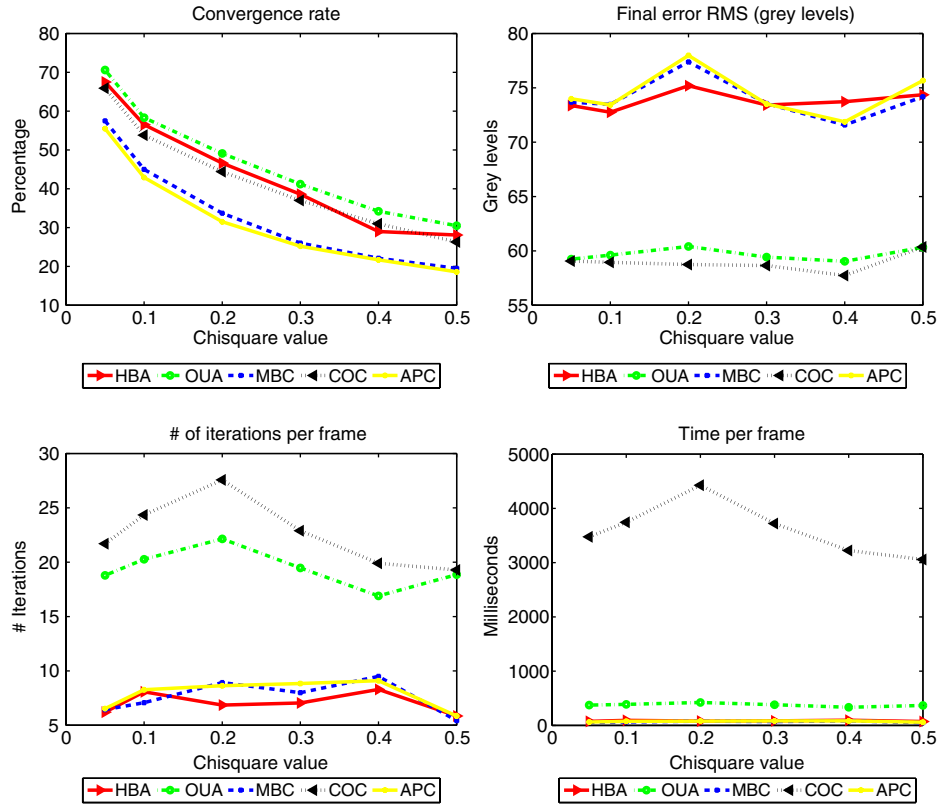 Convergence rate
Percentage
80
70
60
50
40
30
20
10
0 0.1 0.2 0.3 0.4 0.5
Chisquare value
HBA OUA MBC COC APC
Final error RMS (grey levels)
Grey levels
80
75
70
65
60
55
0 0.1 0.2 0.3 0.4 0.5
Chisquare value
HBA OUA MBC COC APC
# of iterations per frame
# Iterations
30
25
20
15
10
5
0 0.1 0.2 0.3 0.4 0.5
Chisquare value
HBA OUA MBC COC APC
Time per frame
Milliseconds
5000
4000
3000
2000
1000
0
0 0.1 0.2 0.3 0.4 0.5
Chisquare value
HBA OUA MBC COC APC